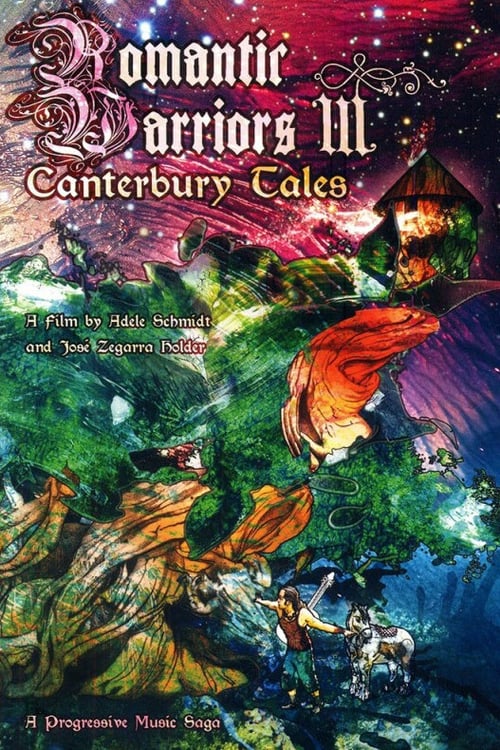 Romantic
Warriors III
Canterbury Tales
A Film by Adele Schmidt
and José Zegarra Holder
A Progressive Music Saga